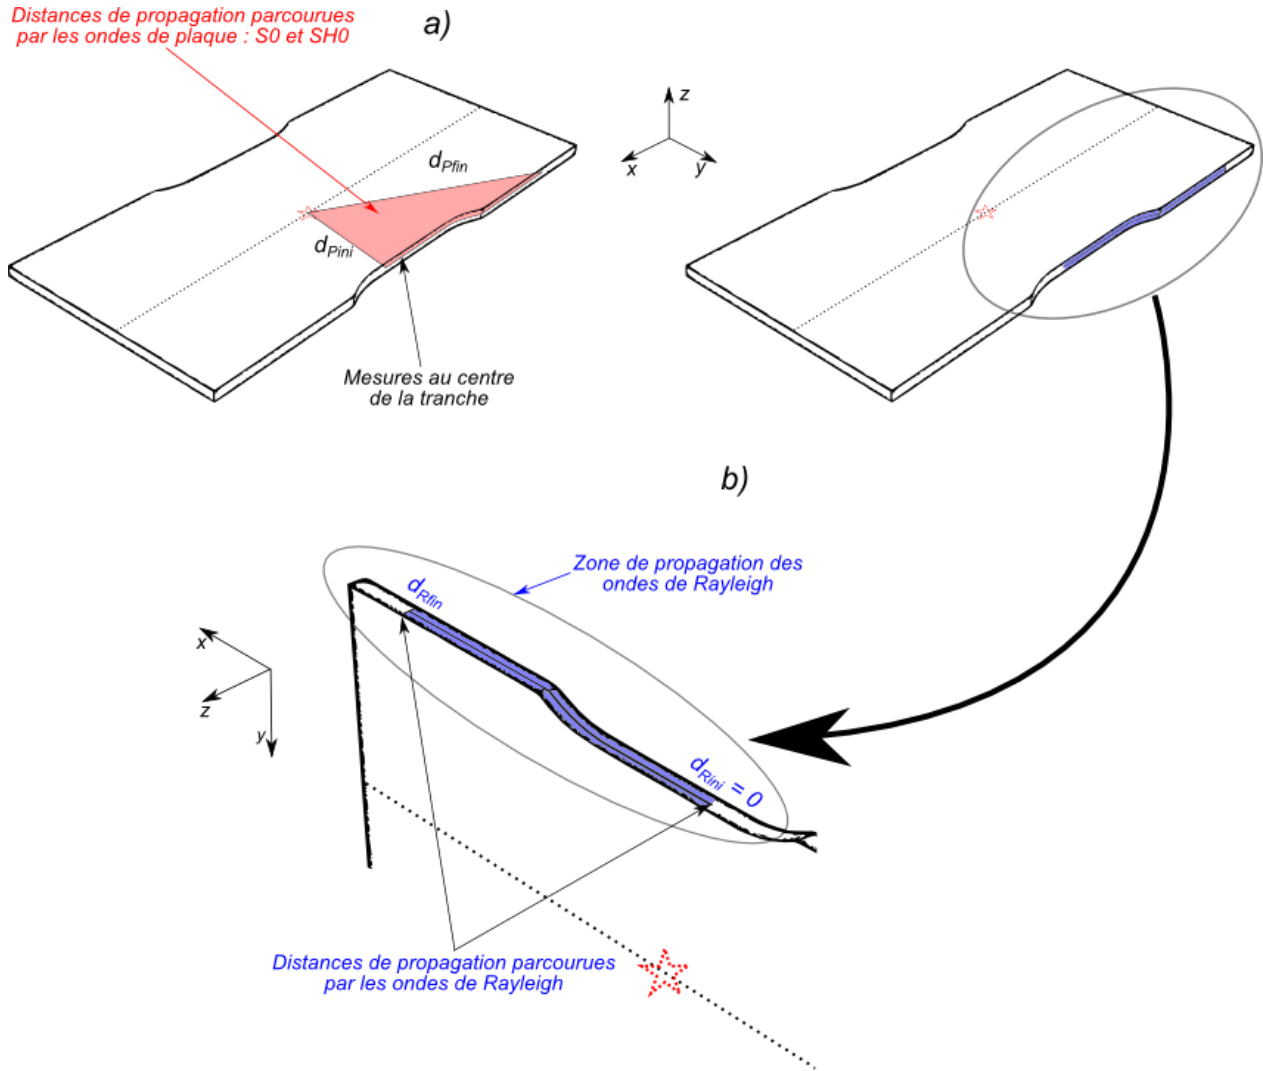 Distances de propagation parcourues
par les ondes de plaque : S0 et SH0
a)
z
x
y
dPfin
dPini
Mesures au centre
de la tranche
b)
Zone de propagation des
ondes de Rayleigh
dRfin
x
z
y
dRini = 0
Distances de propagation parcourues
par les ondes de Rayleigh